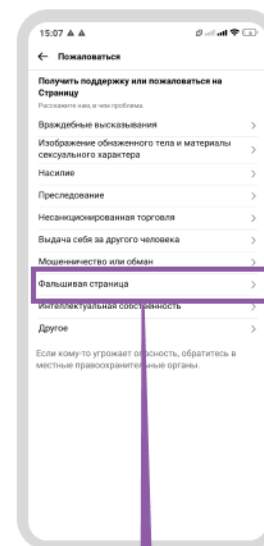 15:07
Пожаловаться
Получить поддержку или пожаловаться на
Страницу
Расскажите нам, в чем проблема.
Враждебные высказывания
Изображение обнаженного тела и материалы
сексуального характера
Насилие
Преследование
Несанкционированная торговля
Выдача себя за другого человека
Мошенничество или обман
Фальшивая страница
Интеллектуальная собственность
Другое
Если кому-то угрожает опасность, обратитесь в
местные правоохранительные органы.